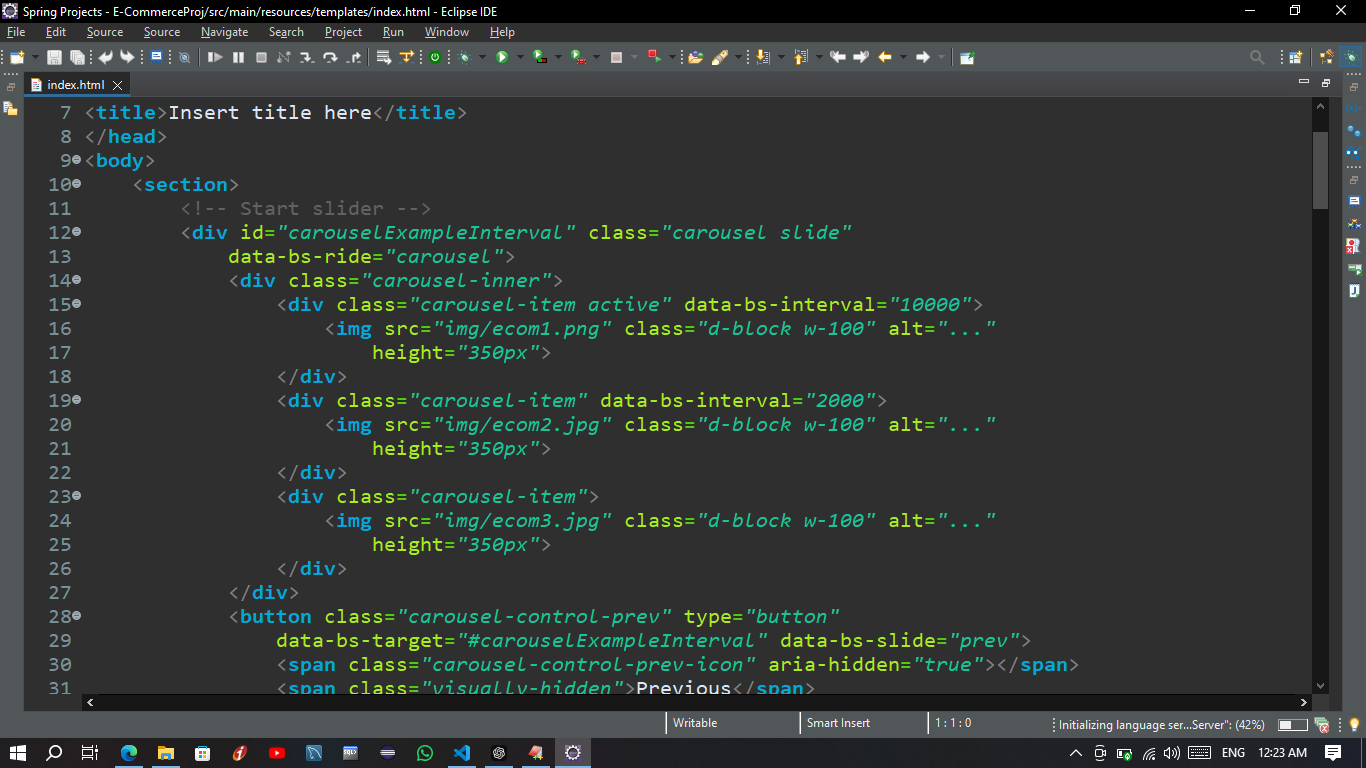 Spring Projects - E-CommerceProj/src/main/resources/templates/index.html - Eclipse IDE
File Edit Source Source Navigate Search Project Run Window Help
index.html
7 <title>Insert title here</title>
8 </head>
9 <body>
10 <section>
11 <!-- Start slider -->
12 <div id="carouselExampleInterval" class="carousel slide"
13 data-bs-ride="carousel">
14 <div class="carousel-inner">
15 <div class="carousel-item active" data-bs-interval="10000">
16 <img src="img/ecom1.png" class="d-block w-100" alt="..."
17 height="350px">
18 </div>
19 <div class="carousel-item" data-bs-interval="2000">
20 <img src="img/ecom2.jpg" class="d-block w-100" alt="..."
21 height="350px">
22 </div>
23 <div class="carousel-item">
24 <img src="img/ecom3.jpg" class="d-block w-100" alt="..."
25 height="350px">
26 </div>
27 </div>
28 <button class="carousel-control-prev" type="button"
29 data-bs-target="#carouselExampleInterval" data-bs-slide="prev">
30 <span class="carousel-control-prev-icon" aria-hidden="true"></span>
31 <span class="visually-hidden">Previous</span>
Writable Smart Insert 1 : 1 : 0 Initializing language ser...Server": (42%)
ENG 12:23 AM